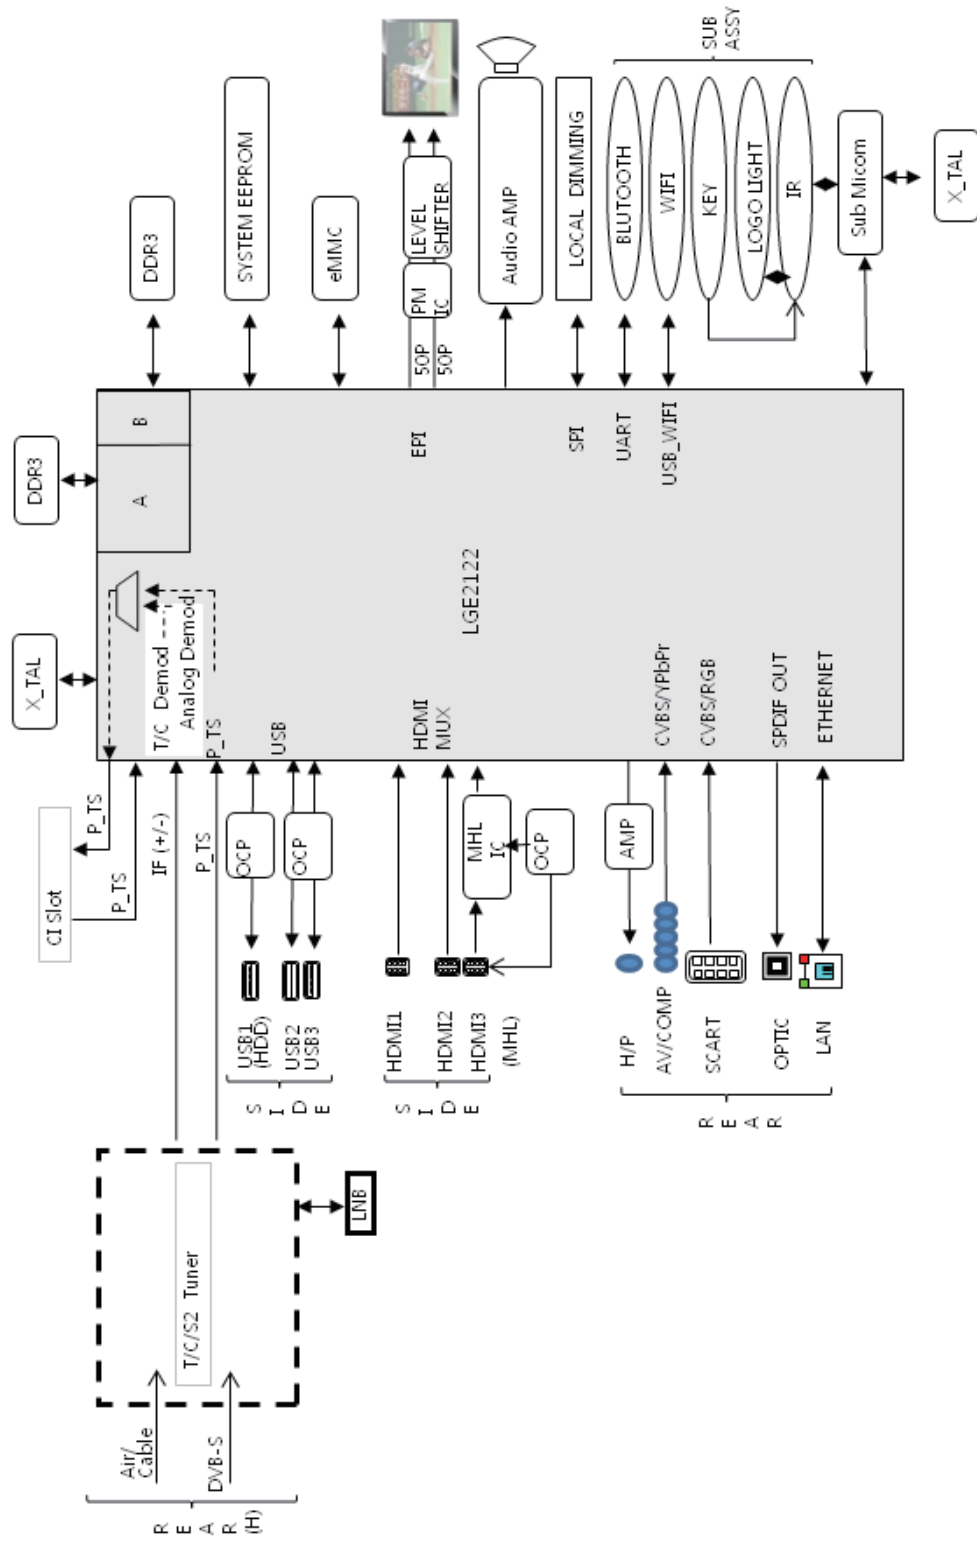 REAR
(H)
Air/
Cable
DVB-S
T/C/S2 Tuner
LNB
CI Slot
P_TS
P_TS
IF (+/-)
P_TS
X_TAL
DDR3
T/C Demod
Analog Demod
P_TS
A
B
DDR3
SYSTEM EEPROM
eMMC
SIDE
USB1
(HDD)
USB2
USB3
OCP
OCP
USB
SIDE
HDMI1
HDMI2
HDMI3
(MHL)
MHL
IC
OCP
HDMI
MUX
LGE2122
EPI
50P
50P
PM
IC
LEVEL
SHIFTER
Audio AMP
SPI
LOCAL DIMMING
UART
BLUTOOTH
USB_WIFI
WIFI
KEY
LOGO LIGHT
IR
SUB
ASSY
Sub Micom
X_TAL
REAR
H/P
AMP
AV/COMP
CVBS/YPbPr
SCART
CVBS/RGB
OPTIC
SPDIF OUT
LAN
ETHERNET